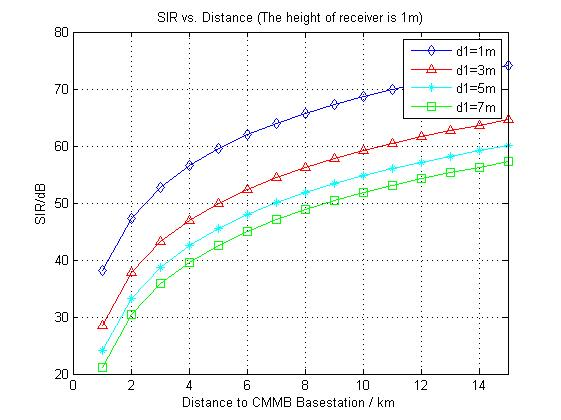 SIR vs. Distance (The height of receiver is 1m)
80
70
60
50
40
30
20
SIR/dB
d1=1m
d1=3m
d1=5m
d1=7m
0 2 4 6 8 10 12 14
Distance to CMMB Basestation / km